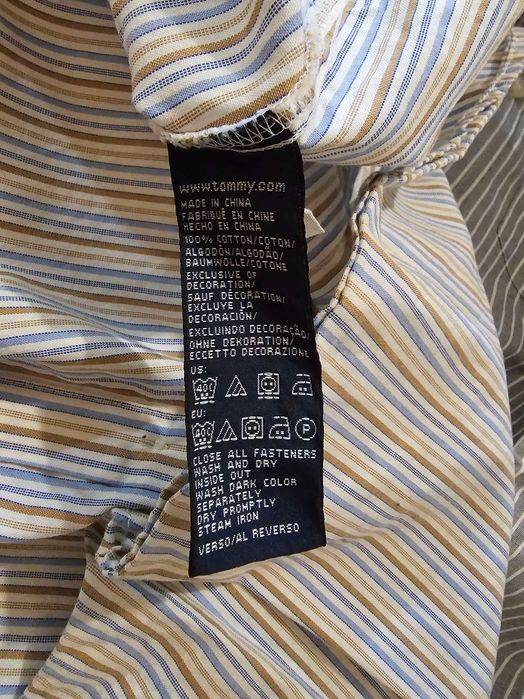 www.tommy.com
MADE IN CHINA
FABRIQUÉ EN CHINE
HECHO EN CHINA
100% COTTON/COTON/
ALGODÓN/ALGODÃO/
BAUMWOLLE/COTONE
EXCLUSIVE OF
DECORATION/
SAUF DÉCORATION/
EXCLUYE LA
DECORACIÓN/
EXCLUINDO DECORAÇÃO/
OHNE DEKORATION/
ECCETTO DECORAZIONE
US:
40
EU:
40 P
CLOSE ALL FASTENERS
WASH AND DRY
INSIDE OUT
WASH DARK COLOR
SEPARATELY
DRY PROMPTLY
STEAM IRON
VERSO/AL REVERSO